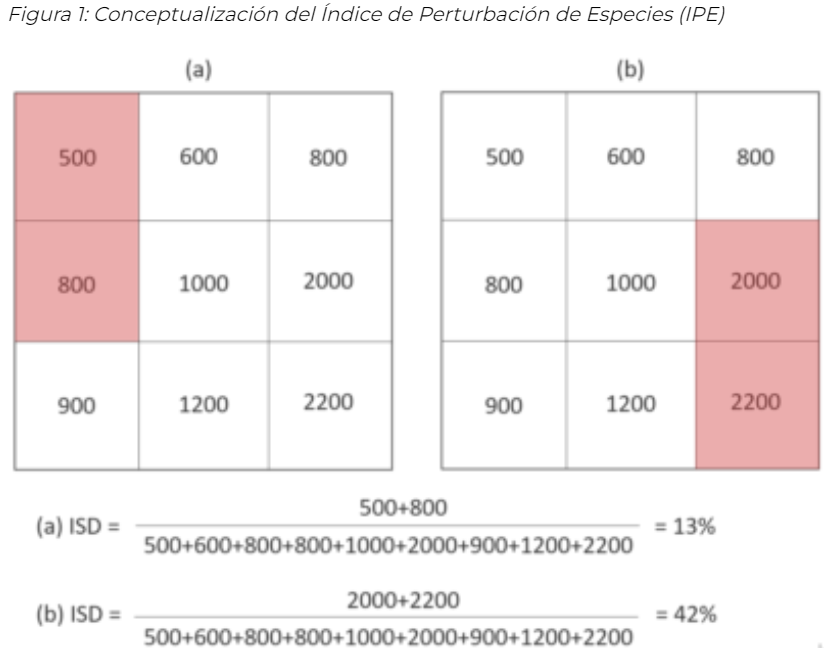 Figura 1: Conceptualización del Índice de Perturbación de Especies (IPE)
(a)
500 600 800
800 1000 2000
900 1200 2200
(b)
500 600 800
800 1000 2000
900 1200 2200
(a) ISD = 500+800
500+600+800+800+1000+2000+900+1200+2200
= 13%
(b) ISD = 2000+2200
500+600+800+800+1000+2000+900+1200+2200
= 42%